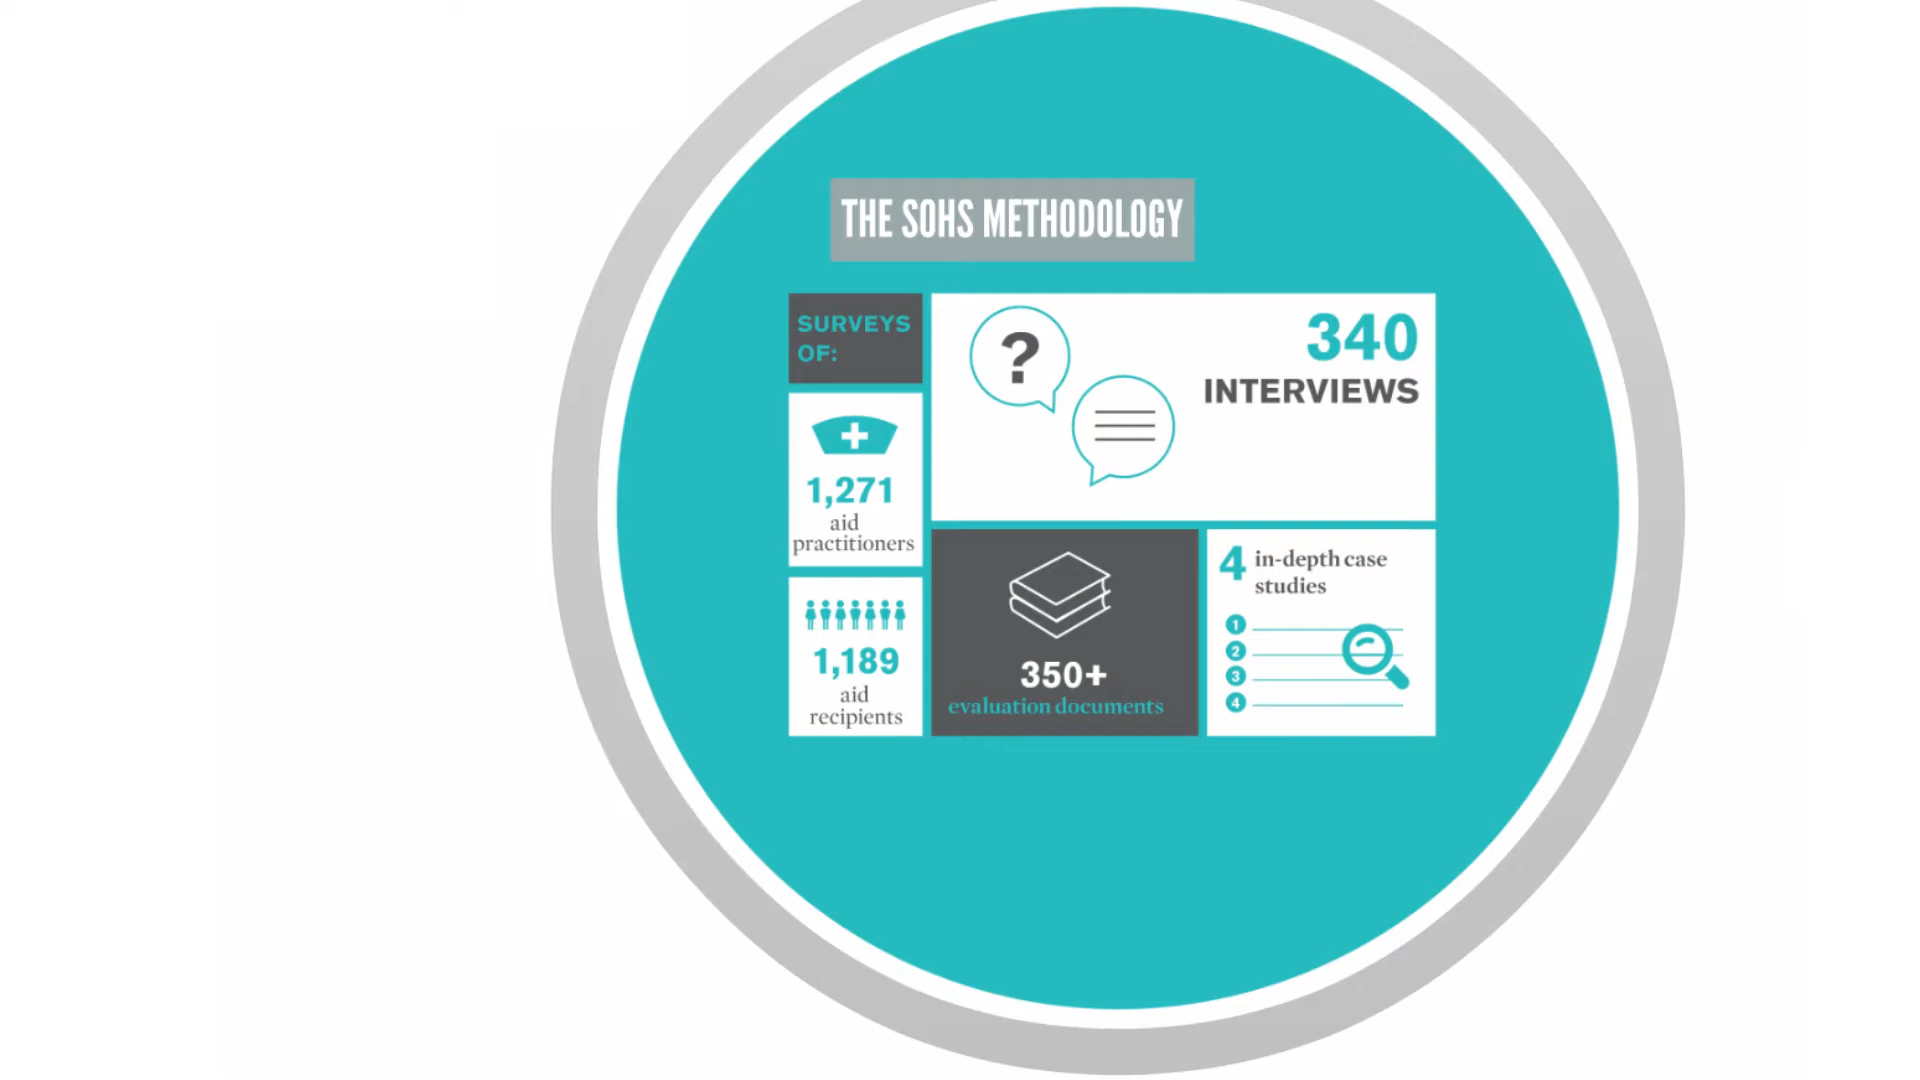 THE SOHS METHODOLOGY
SURVEYS
OF:
1,271
aid
practitioners
1,189
aid
recipients
?
340
INTERVIEWS
350+
evaluation documents
4 in-depth case
studies
1
2
3
4